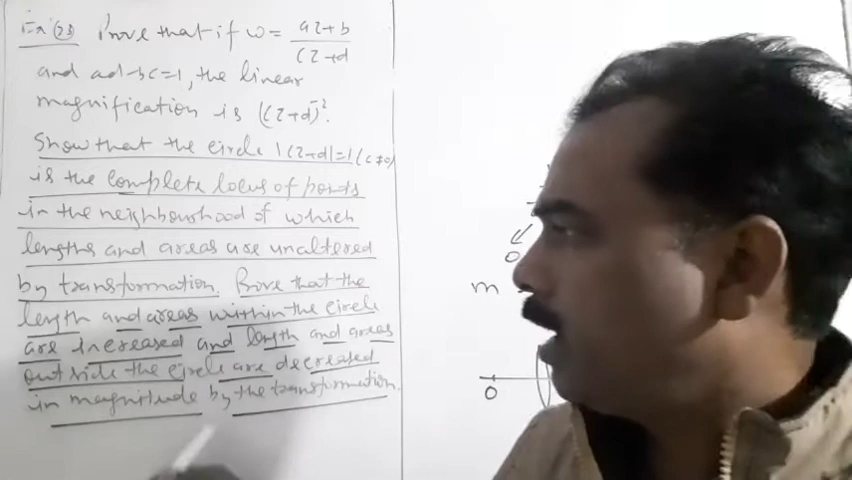 Ex 23 Prove that if ω = az+b / cz+d
and ad-bc=1, the linear
magnification is (cz+d)⁻².
Show that the circle |cz+d|=1 (c≠0)
is the complete locus of points
in the neighbourhood of which
lengths and areas are unaltered
by transformation. Prove that the
length and areas within the circle
are increased and length and areas
out side the circle are decreased
in magnitude by the transformation.
O
m
O